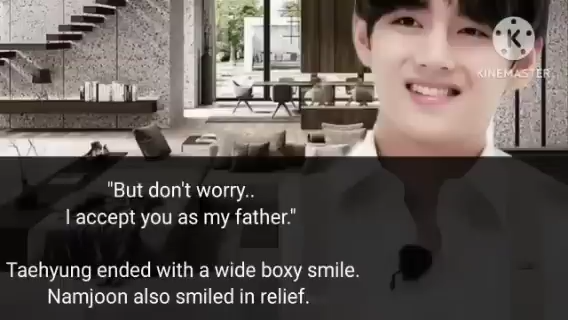 KINEMASTER
"But don't worry..
I accept you as my father."
Taehyung ended with a wide boxy smile.
Namjoon also smiled in relief.